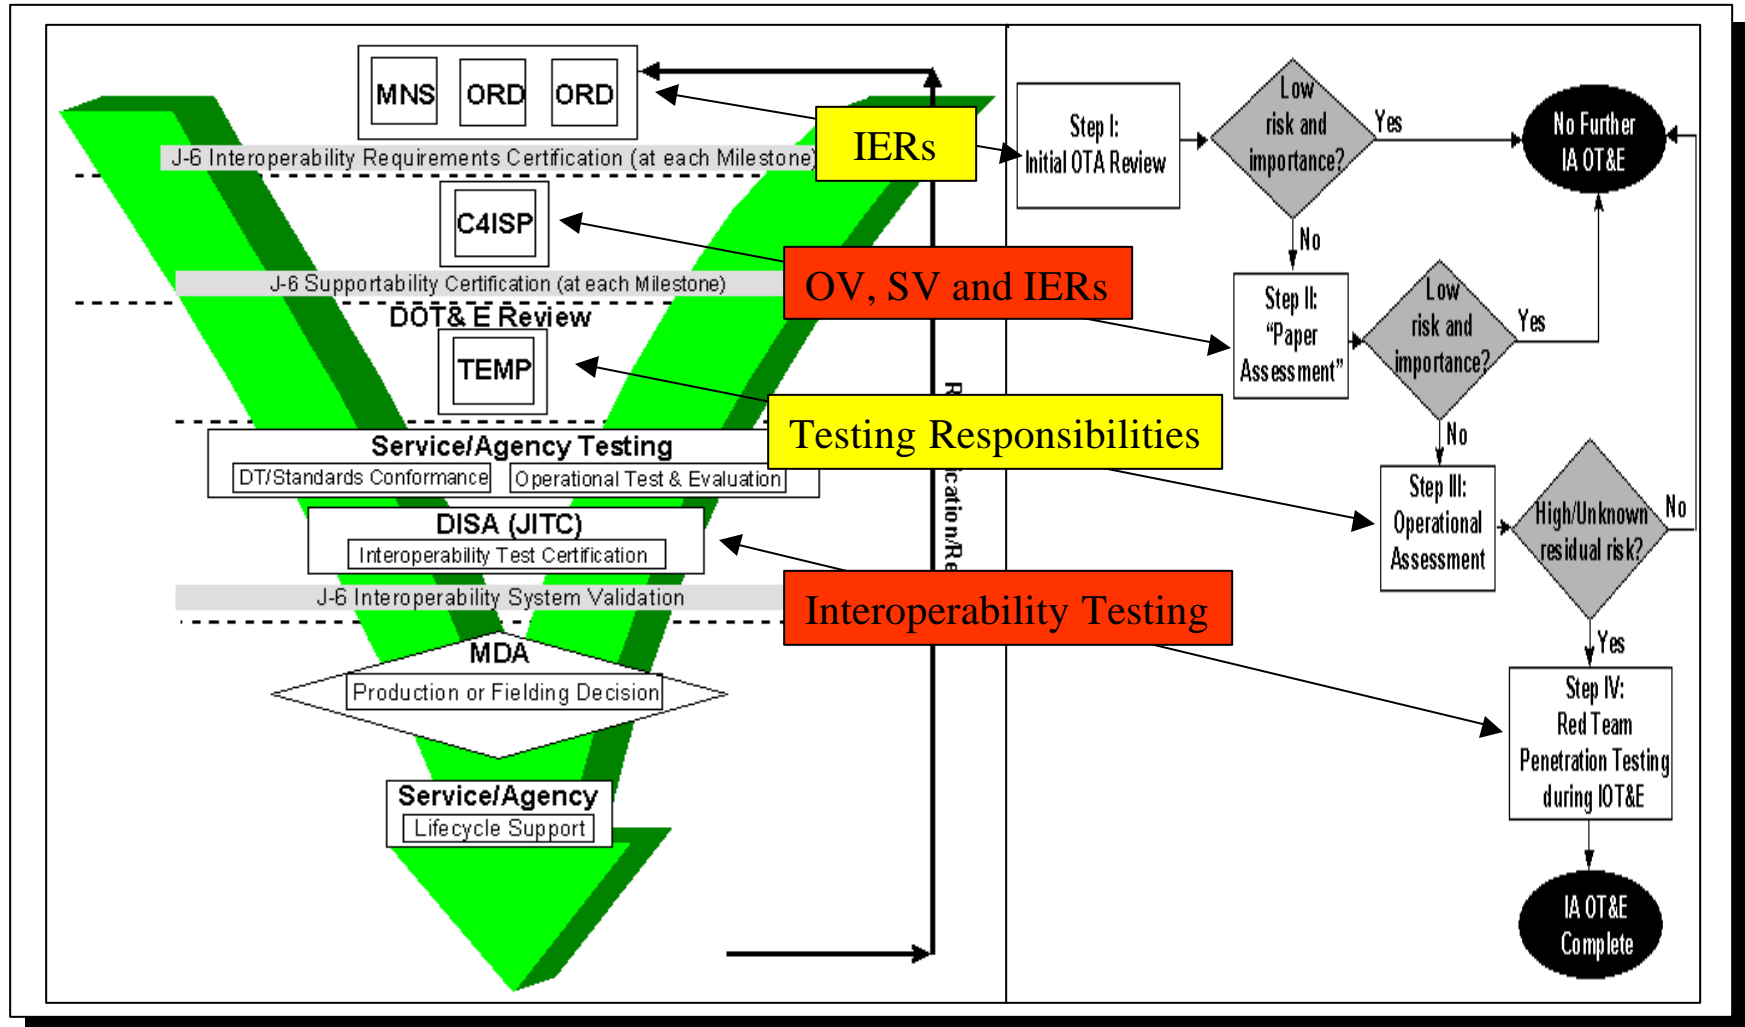 MNS
ORD
ORD
J-6 Interoperability Requirements Certification (at each Milestone)
C4ISP
J-6 Supportability Certification (at each Milestone)
DOT& E Review
TEMP
Service/Agency Testing
DT/Standards Conformance
Operational Test & Evaluation
DISA (JITC)
Interoperability Test Certification
J-6 Interoperability System Validation
MDA
Production or Fielding Decision
Service/Agency
Lifecycle Support
IERs
OV, SV and IERs
Testing Responsibilities
Interoperability Testing
Step I:
Initial OTA Review
Low
risk and
importance?
Yes
No Further
IA OT&E
No
Step II:
“Paper
Assessment”
Low
risk and
importance?
Yes
No
Step III:
Operational
Assessment
High/Unknown
residual risk?
No
Yes
Step IV:
Red Team
Penetration Testing
during IOT&E
IA OT&E
Complete